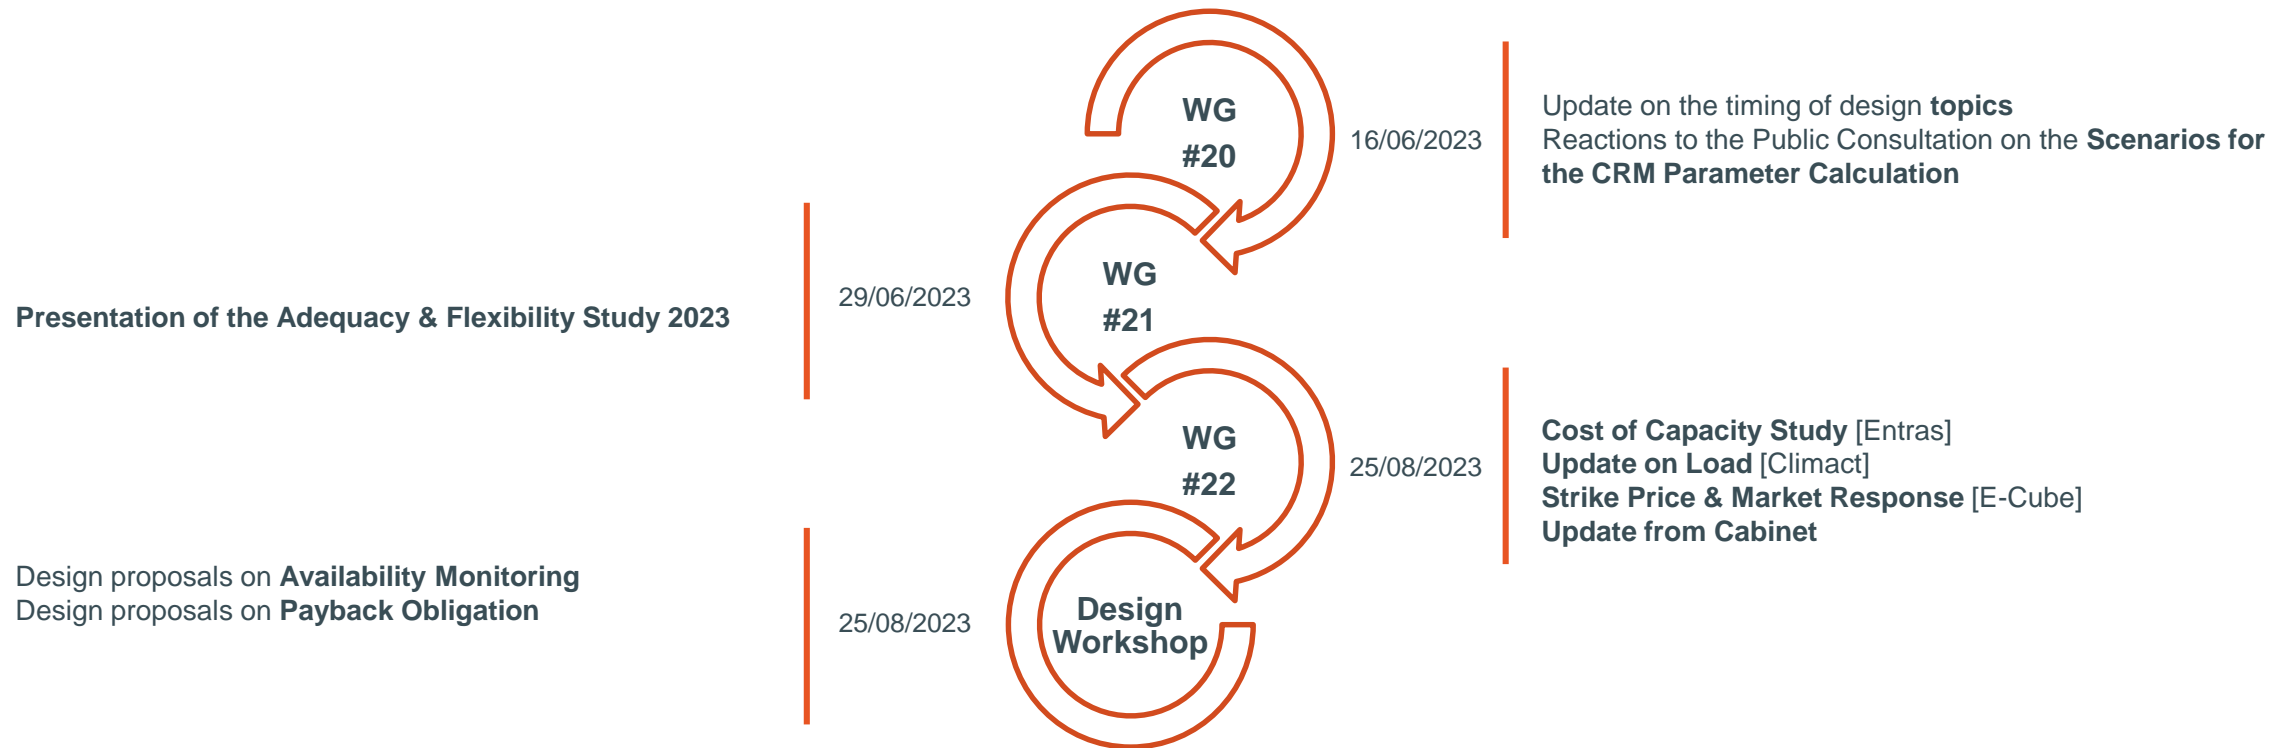 WG
#20
16/06/2023
Update on the timing of design topics
Reactions to the Public Consultation on the Scenarios for
the CRM Parameter Calculation
Presentation of the Adequacy & Flexibility Study 2023
29/06/2023
WG
#21
WG
#22
25/08/2023
Cost of Capacity Study [Entras]
Update on Load [Climact]
Strike Price & Market Response [E-Cube]
Update from Cabinet
Design proposals on Availability Monitoring
Design proposals on Payback Obligation
25/08/2023
Design
Workshop